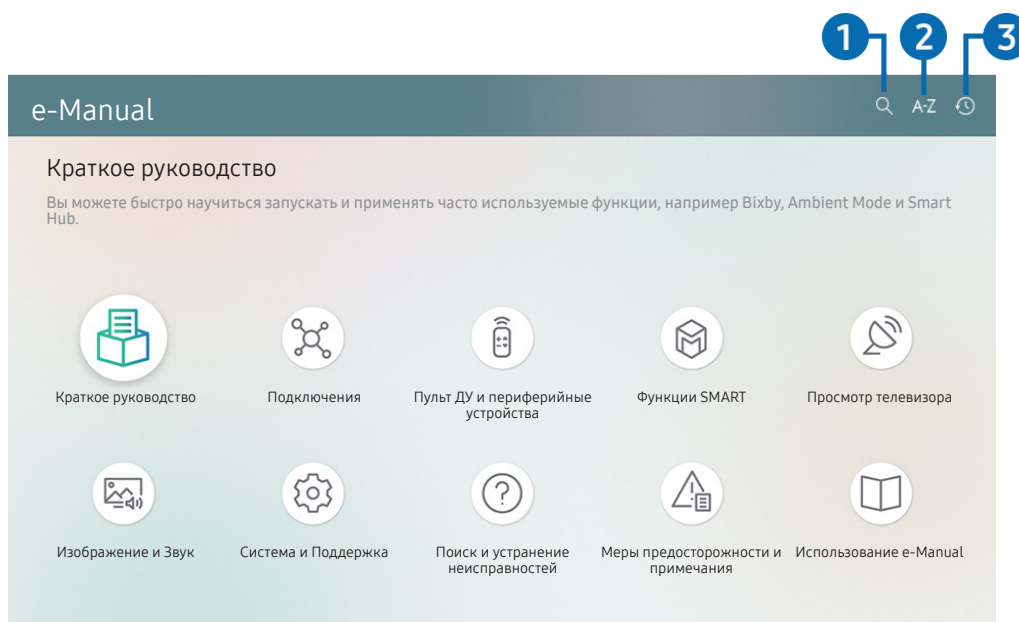 1 2 3
e-Manual
A-Z
Краткое руководство
Вы можете быстро научиться запускать и применять часто используемые функции, например Bixby, Ambient Mode и Smart
Hub.
Краткое руководство
Подключения
Пульт ДУ и периферийные
устройства
Функции SMART
Просмотр телевизора
Изображение и Звук
Система и Поддержка
Поиск и устранение
неисправностей
Меры предосторожности и
примечания
Использование e-Manual